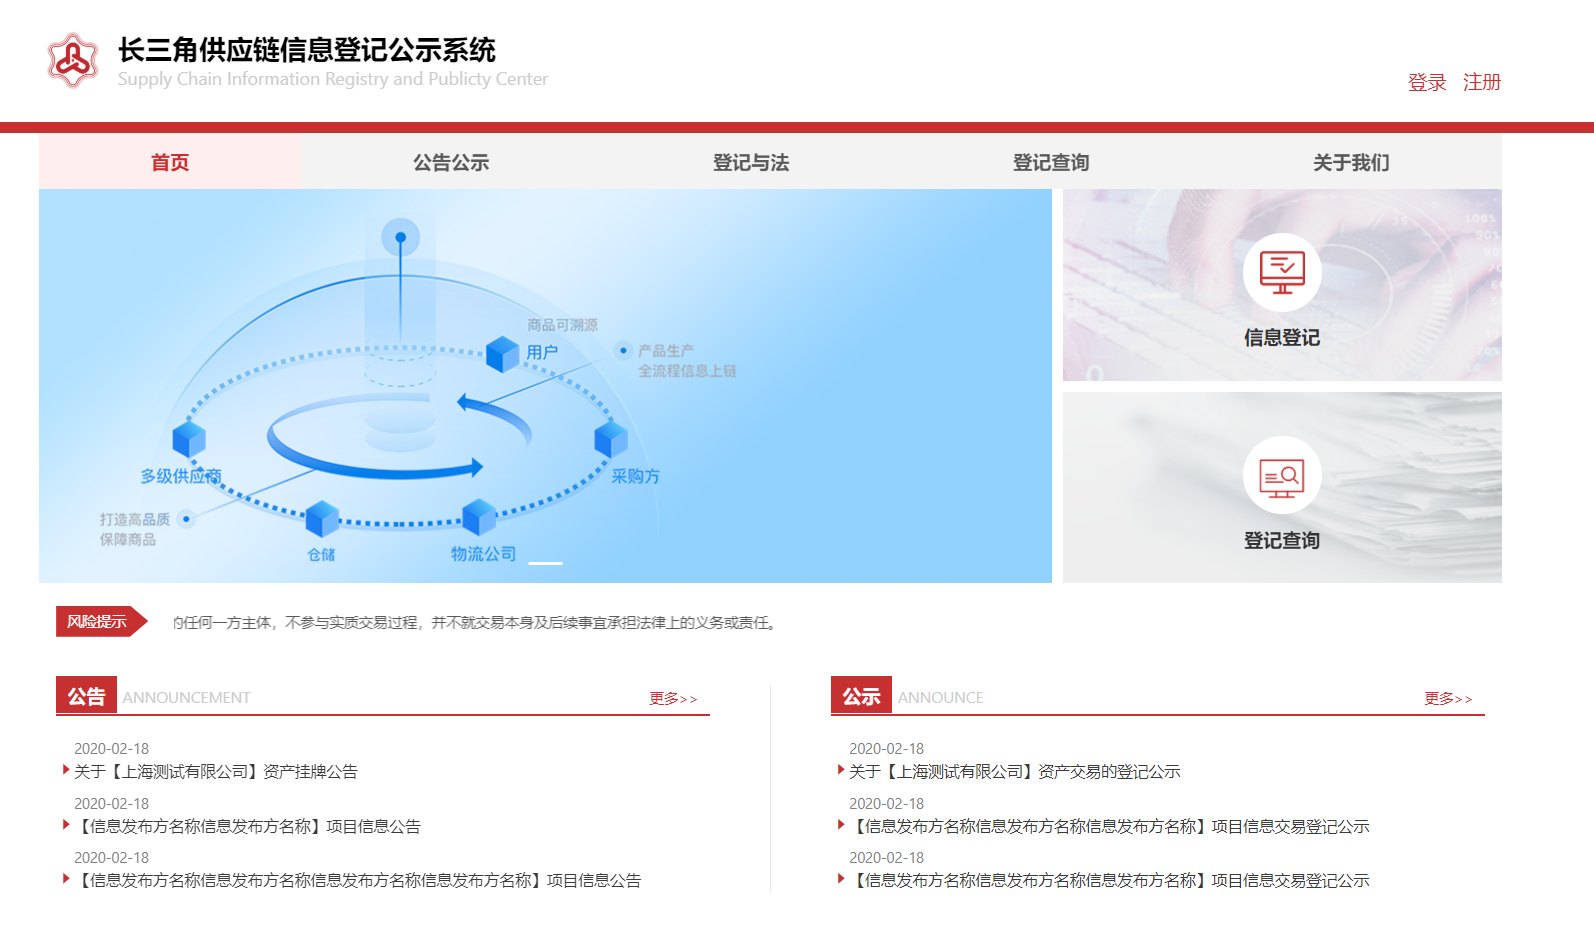 长三角供应链信息登记公示系统
Supply Chain Information Registry and Publicty Center
登录 注册
首页 公告公示 登记与法 登记查询 关于我们
商品可溯源
用户
产品生产
全流程信息上链
多级供应商
采购方
打造高品质
保障商品
仓储
物流公司
信息登记
登记查询
风险提示
的任何一方主体，不参与实质交易过程，并不就交易本身及后续事宜承担法律上的义务或责任。
公告 ANNOUNCEMENT 更多>>
2020-02-18
关于【上海测试有限公司】资产挂牌公告
2020-02-18
【信息发布方名称信息发布方名称】项目信息公告
2020-02-18
【信息发布方名称信息发布方名称信息发布方名称信息发布方名称】项目信息公告
公示 ANNOUNCE 更多>>
2020-02-18
关于【上海测试有限公司】资产交易的登记公示
2020-02-18
【信息发布方名称信息发布方名称信息发布方名称】项目信息交易登记公示
2020-02-18
【信息发布方名称信息发布方名称信息发布方名称】项目信息交易登记公示